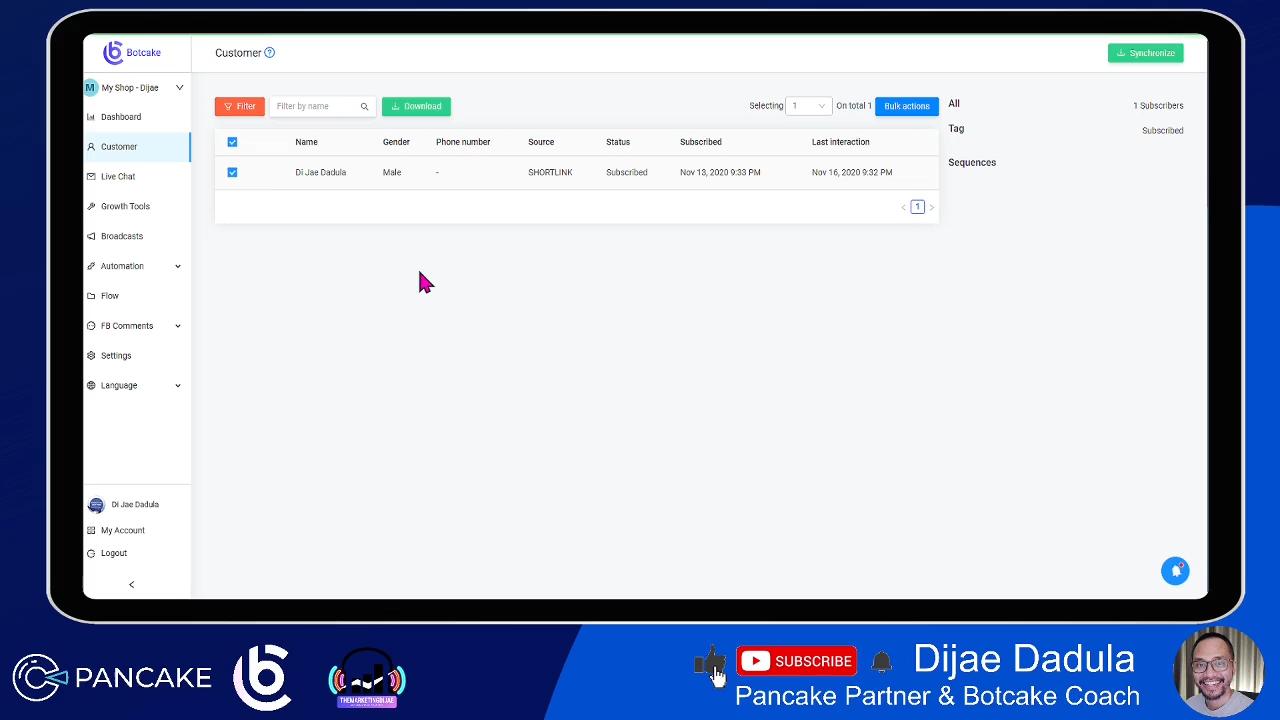 Botcake
Customer
Synchronize
M My Shop - Dijae
Dashboard
Customer
Live Chat
Growth Tools
Broadcasts
Automation
Flow
FB Comments
Settings
Language
Di Jae Dadula
My Account
Logout
Filter
Filter by name
Download
Selecting
1
On total 1
Bulk actions
Name Gender Phone number Source Status Subscribed Last interaction
Di Jae Dadula Male - SHORTLINK Subscribed Nov 13, 2020 9:33 PM Nov 16, 2020 9:32 PM
< 1 >
All 1 Subscribers
Tag Subscribed
Sequences
PANCAKE
THEMARKETINGDIJAE
SUBSCRIBE
Dijae Dadula
Pancake Partner & Botcake Coach